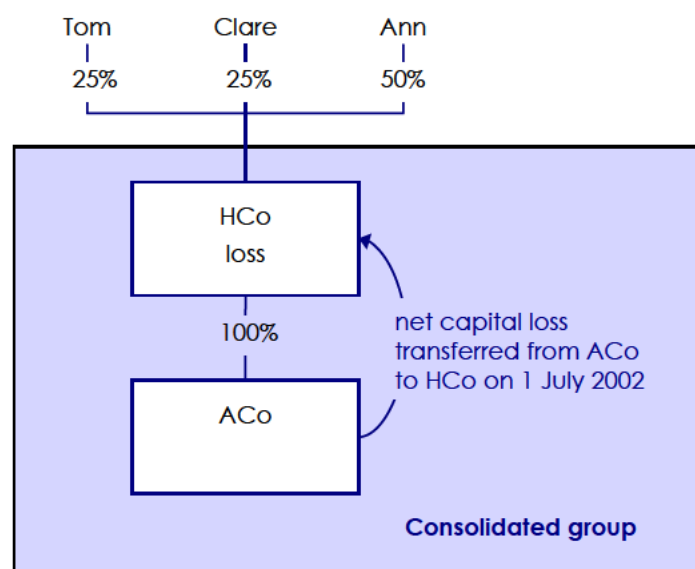 Tom Clare Ann
25% 25% 50%
HCo
loss
100%
net capital loss
transferred from ACo
to HCo on 1 July 2002
ACo
Consolidated group